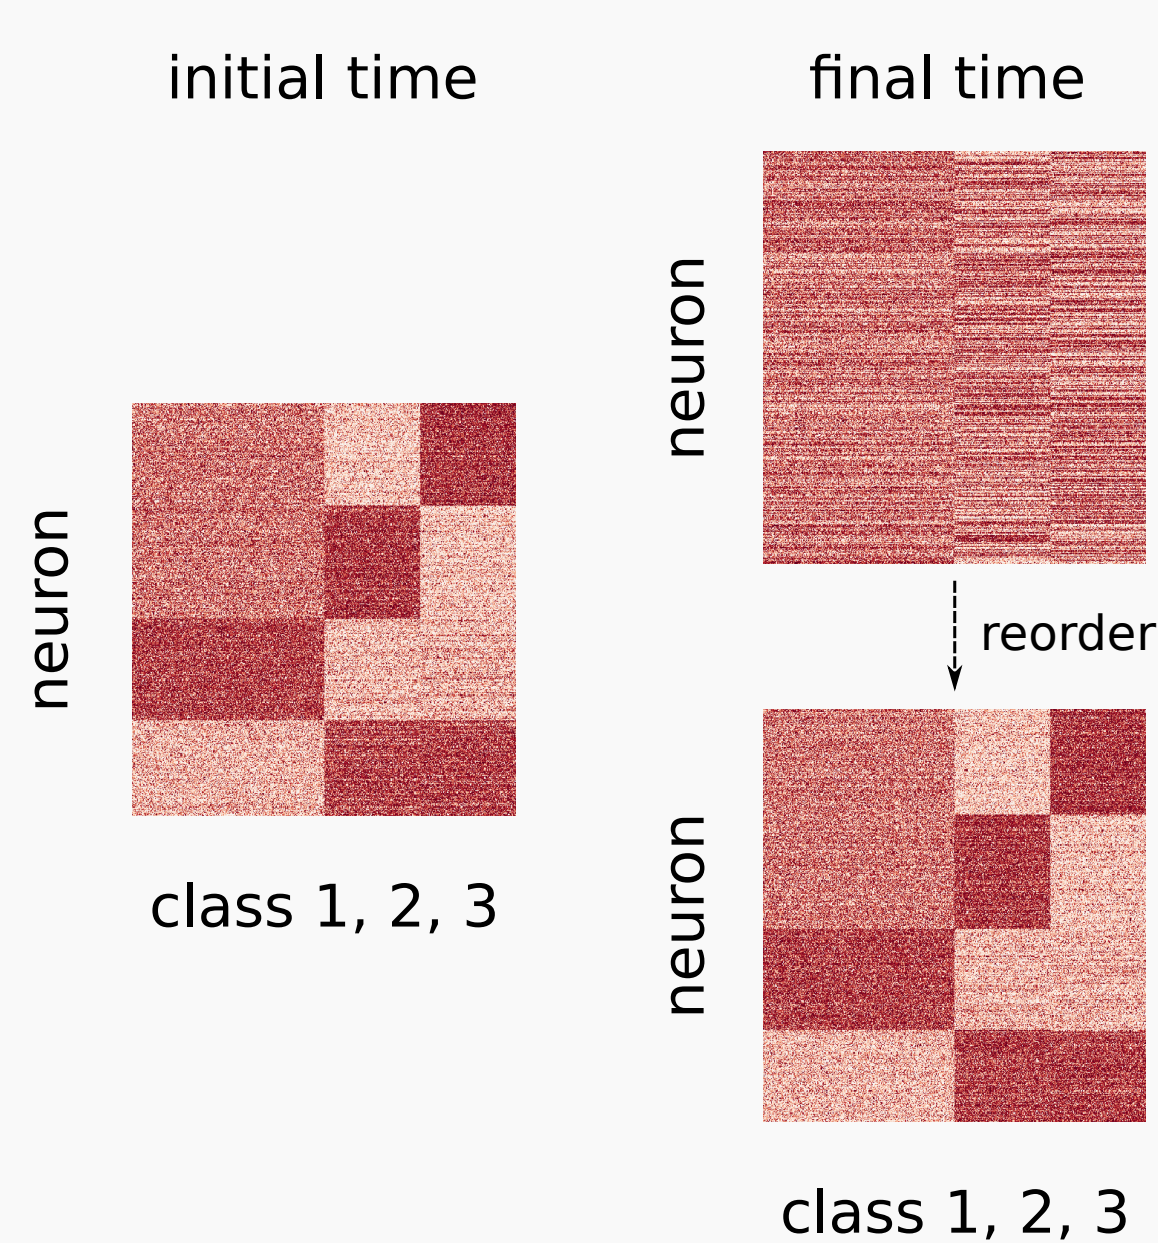 initial time
neuron
class 1, 2, 3
final time
neuron
reorder
neuron
class 1, 2, 3